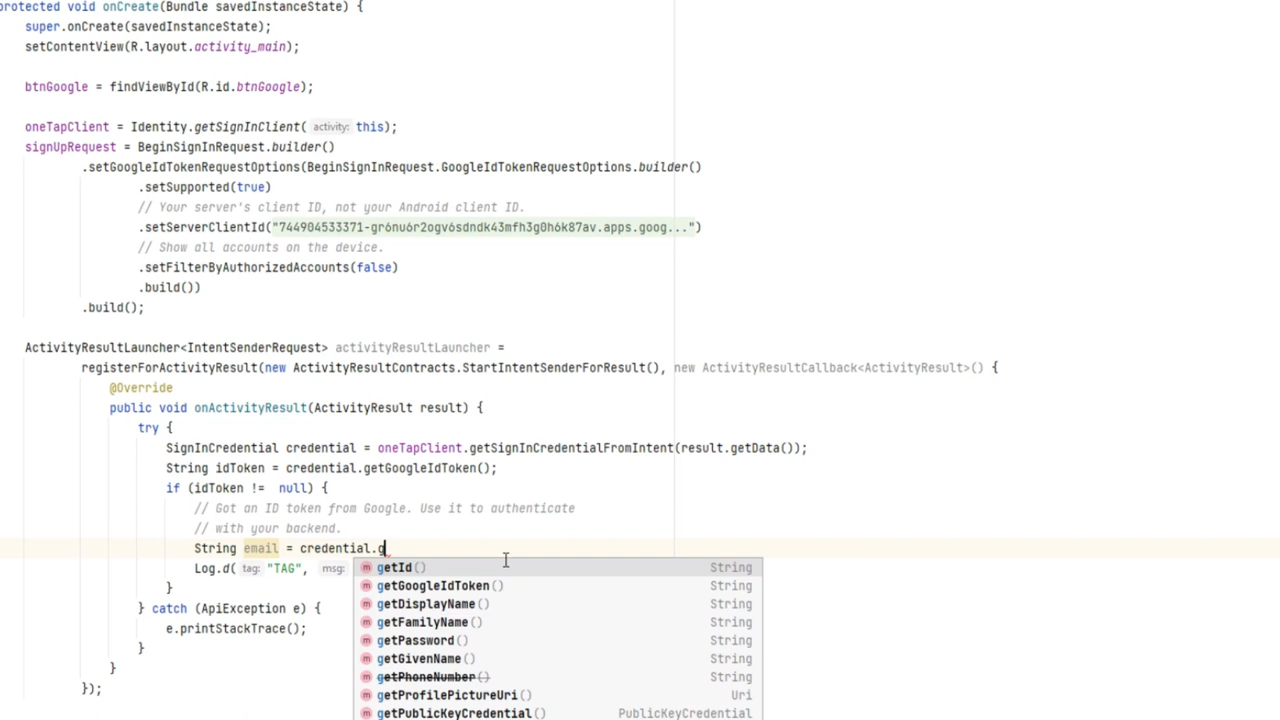 protected void onCreate(Bundle savedInstanceState) {
super.onCreate(savedInstanceState);
setContentView(R.layout.activity_main);
btnGoogle = findViewById(R.id.btnGoogle);
oneTapClient = Identity.getSignInClient( activity: this);
signUpRequest = BeginSignInRequest.builder()
.setGoogleIdTokenRequestOptions(BeginSignInRequest.GoogleIdTokenRequestOptions.builder()
.setSupported(true)
// Your server's client ID, not your Android client ID.
.setServerClientId("744904533371-gr6nu6r2ogv6sdndk43mfh3g0h6k87av.apps.goog...")
// Show all accounts on the device.
.setFilterByAuthorizedAccounts(false)
.build())
.build();
ActivityResultLauncher<IntentSenderRequest> activityResultLauncher =
registerForActivityResult(new ActivityResultContracts.StartIntentSenderForResult(), new ActivityResultCallback<ActivityResult>() {
@Override
public void onActivityResult(ActivityResult result) {
try {
SignInCredential credential = oneTapClient.getSignInCredentialFromIntent(result.getData());
String idToken = credential.getGoogleIdToken();
if (idToken !=  null) {
// Got an ID token from Google. Use it to authenticate
// with your backend.
String email = credential.g
Log.d( tag: "TAG", msg:
getId() String
getGoogleIdToken() String
getDisplayName() String
getFamilyName() String
getPassword() String
getGivenName() String
getPhoneNumber() String
getProfilePictureUri() Uri
getPublicKeyCredential() PublicKeyCredential
}
} catch (ApiException e) {
e.printStackTrace();
}
}
});